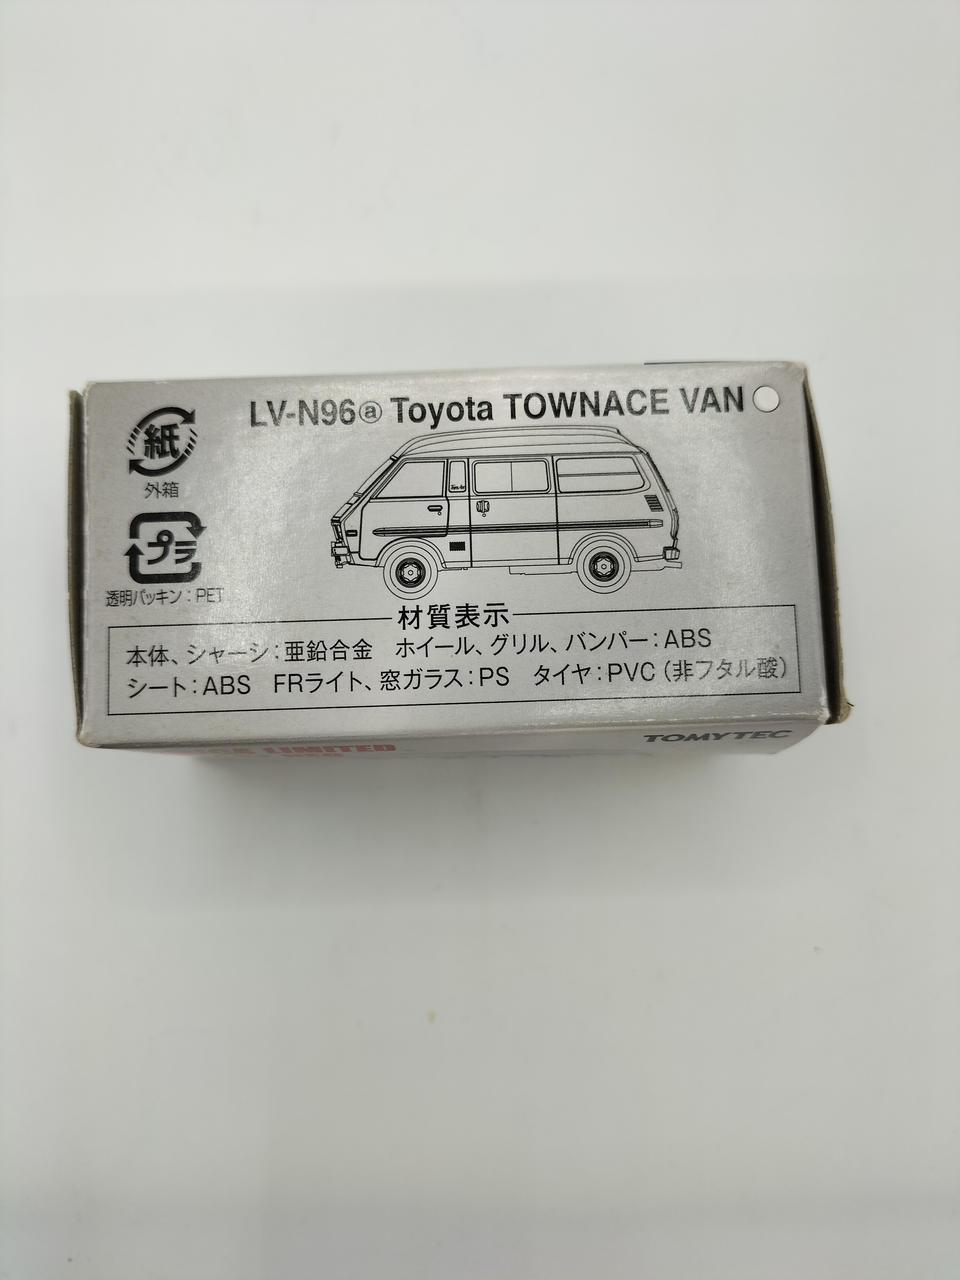 LV-N96ⓐ Toyota TOWNACE VAN
紙
外箱
プラ
透明パッキン：PET
材質表示
本体、シャーシ：亜鉛合金　ホイール、グリル、バンパー：ABS
シート：ABS　FRライト、窓ガラス：PS　タイヤ：PVC（非フタル酸）
LIMITED
TOMYTEC